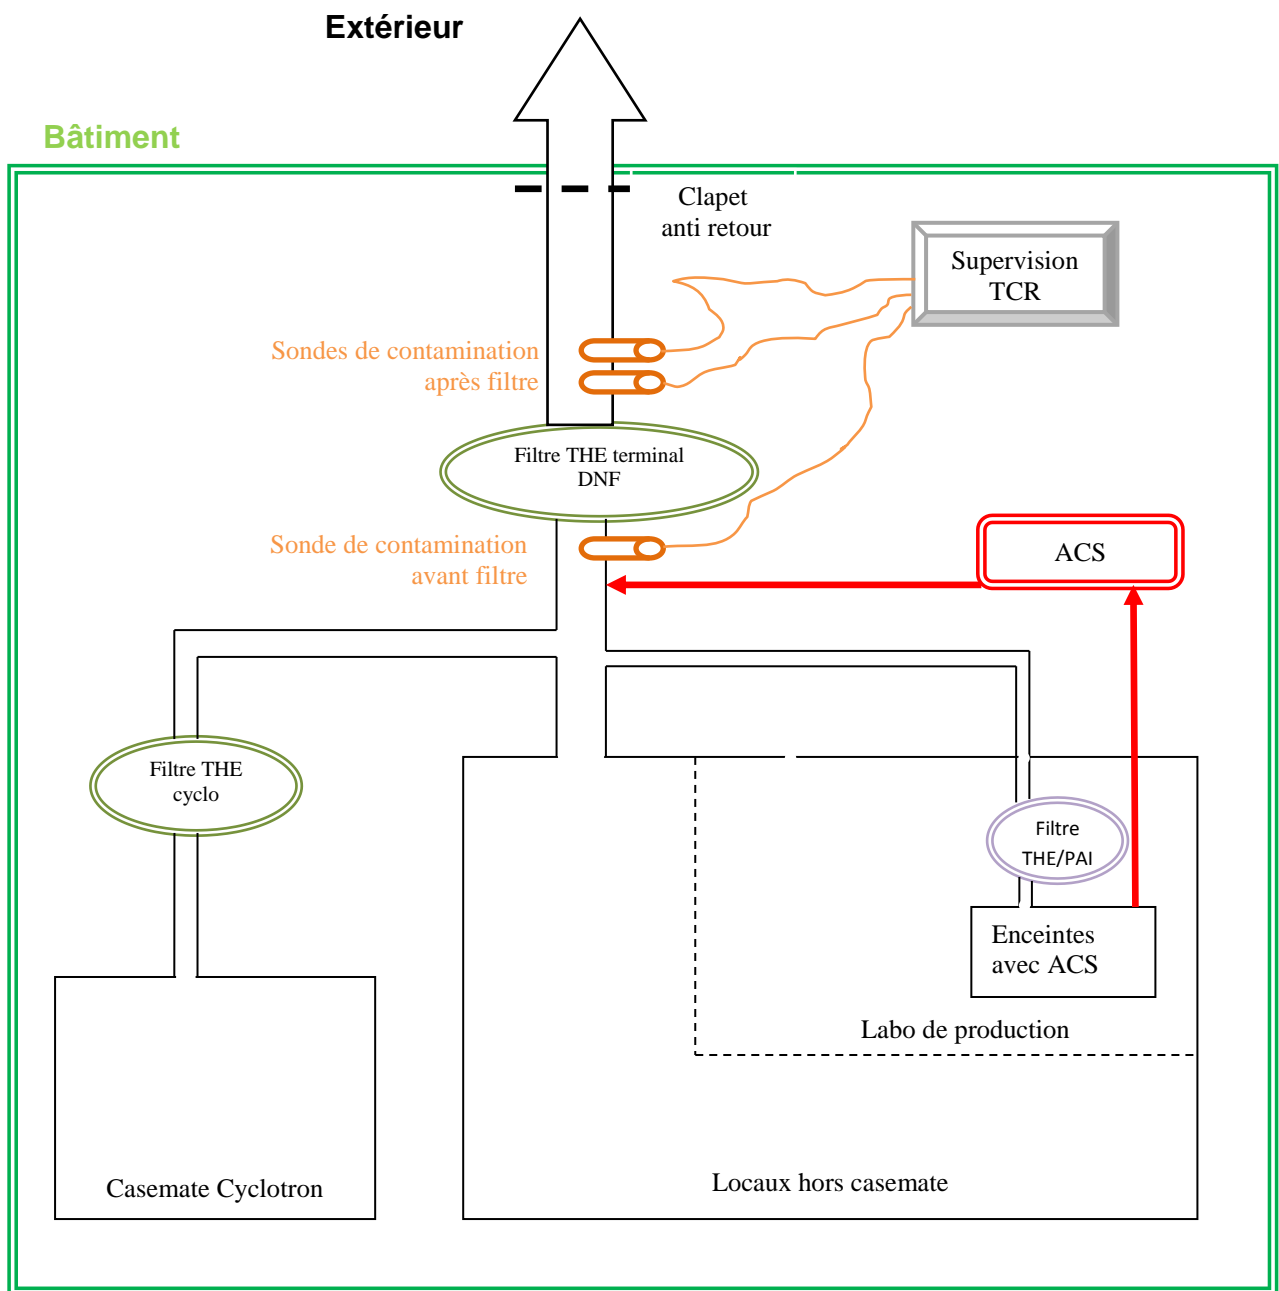 Extérieur
Bâtiment
Clapet
anti retour
Supervision
TCR
Sondes de contamination
après filtre
Filtre THE terminal
DNF
Sonde de contamination
avant filtre
ACS
Filtre THE
cyclo
Filtre
THE/PAI
Enceintes
avec ACS
Labo de production
Casemate Cyclotron
Locaux hors casemate